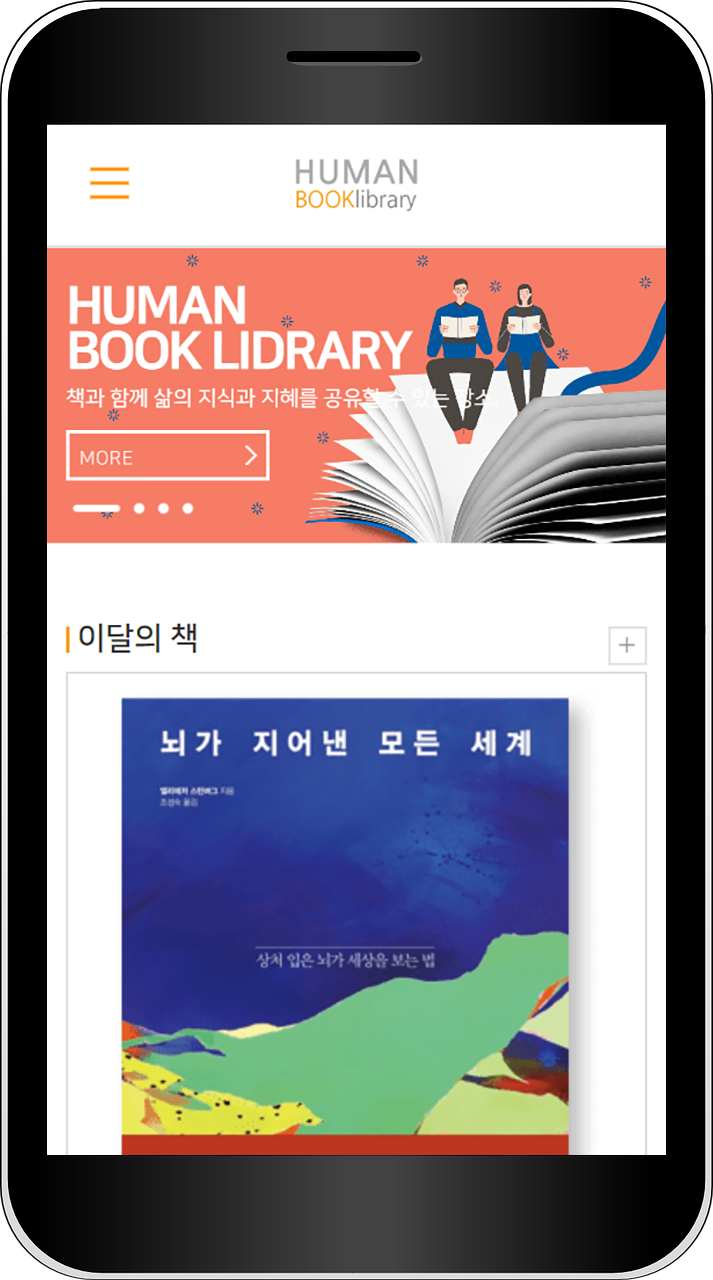 HUMAN
BOOKlibrary
HUMAN
BOOK LIDRARY
책과 함께 삶의 지식과 지혜를 공유할 수 있는 장소.
MORE
이달의 책
뇌가 지어낸 모든 세계
엘리에저 스턴버그 지음
조성숙 옮김
상처 입은 뇌가 세상을 보는 법